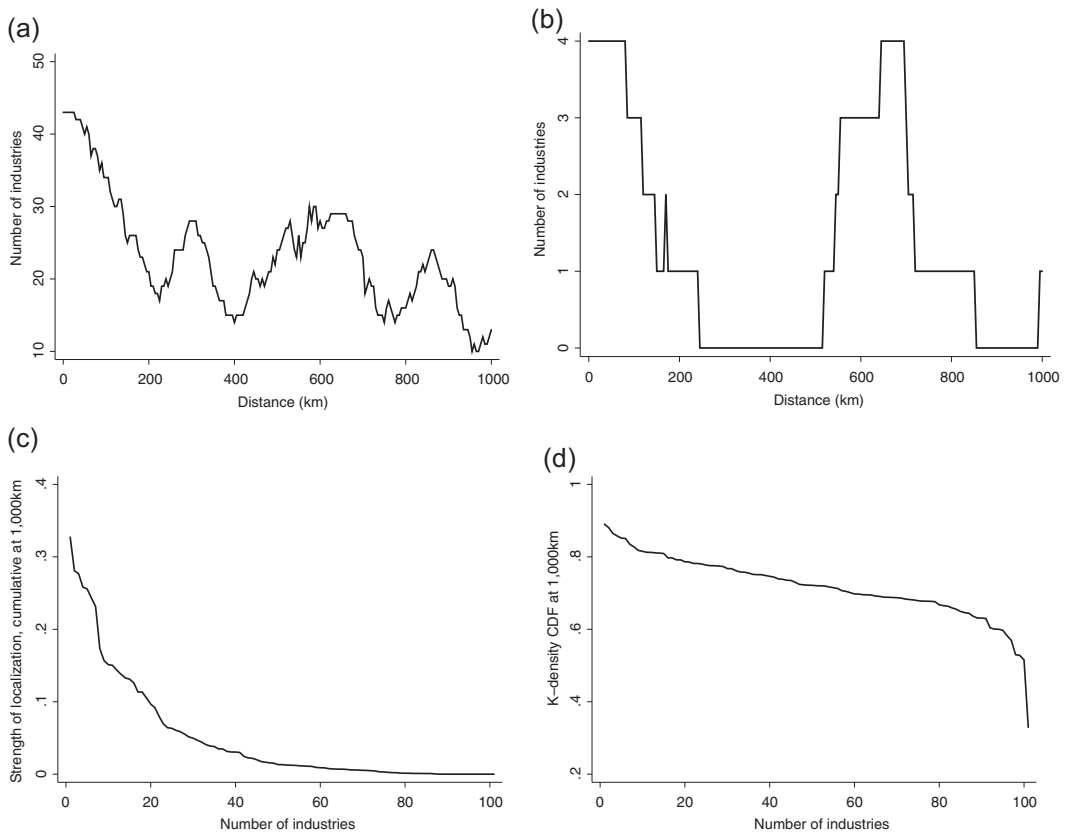 (a)
50
40
30
20
10
Number of industries
0 200 400 600 800 1000
Distance (km)
(b)
4
3
2
1
0
Number of industries
0 200 400 600 800 1000
Distance (km)
(c)
.4
.3
.2
.1
0
Strength of localization, cumulative at 1,000km
0 20 40 60 80 100
Number of industries
(d)
1
.8
.6
.4
.2
K−density CDF at 1,000km
0 20 40 60 80 100
Number of industries